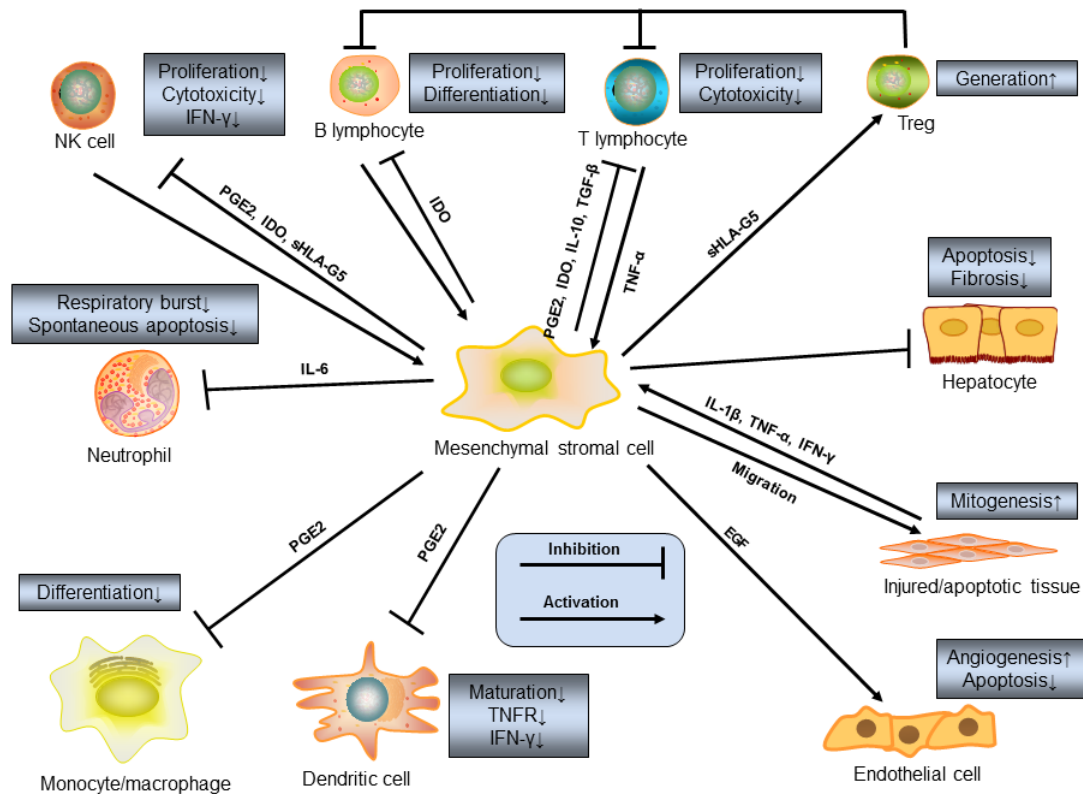 Proliferation↓
Cytotoxicity↓
IFN-γ↓
NK cell
Proliferation↓
Differentiation↓
B lymphocyte
Proliferation↓
Cytotoxicity↓
T lymphocyte
Generation↑
Treg
PGE2, IDO, sHLA-G5
IDO
PGE2, IDO, IL-10, TGF-β
TNF-α
sHLA-G5
Apoptosis↓
Fibrosis↓
Hepatocyte
Respiratory burst↓
Spontaneous apoptosis↓
IL-6
Neutrophil
Mesenchymal stromal cell
IL-1β, TNF-α, IFN-γ
Migration
Mitogenesis↑
Injured/apoptotic tissue
PGE2
PGE2
EGF
Inhibition
Activation
Differentiation↓
Monocyte/macrophage
Maturation↓
TNFR↓
IFN-γ↓
Dendritic cell
Angiogenesis↑
Apoptosis↓
Endothelial cell